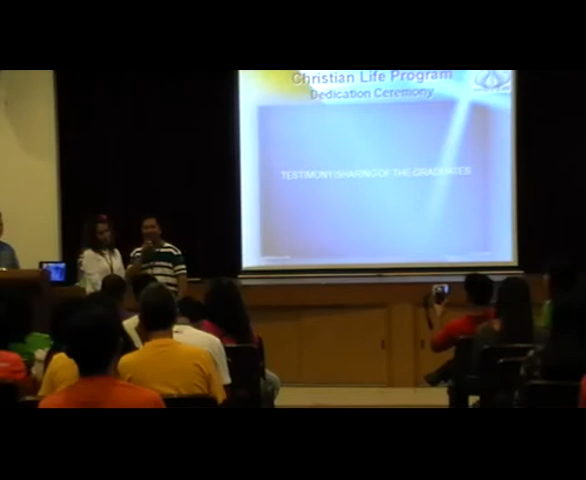 Christian Life Program
Dedication Ceremony
TESTIMONY/SHARING OF THE GRADUATES